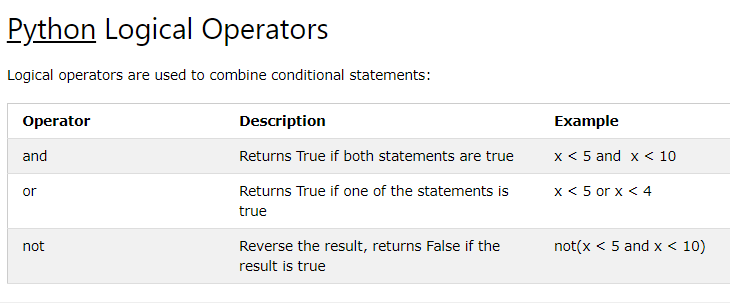 Python Logical Operators
Logical operators are used to combine conditional statements:
Operator Description Example
and Returns True if both statements are true x < 5 and  x < 10
or Returns True if one of the statements is x < 5 or x < 4
true
not Reverse the result, returns False if the not(x < 5 and x < 10)
result is true